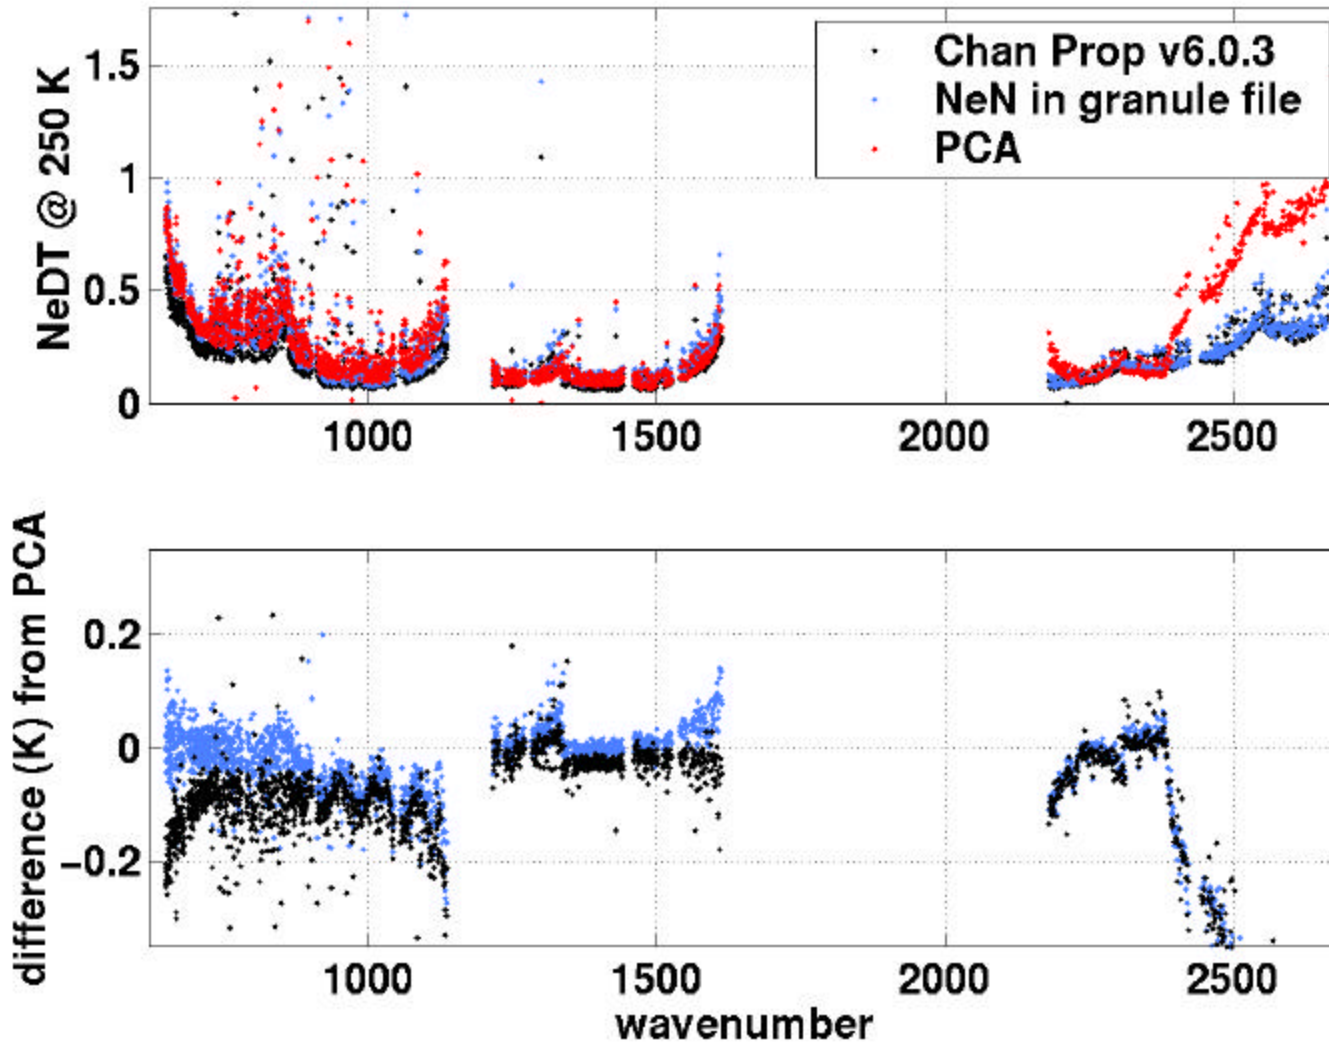 NeDT @ 250 K
1.5
1
0.5
0
Chan Prop v6.0.3
NeN in granule file
PCA
1000
1500
2000
2500
difference (K) from PCA
0.2
0
−0.2
1000
1500
2000
2500
wavenumber